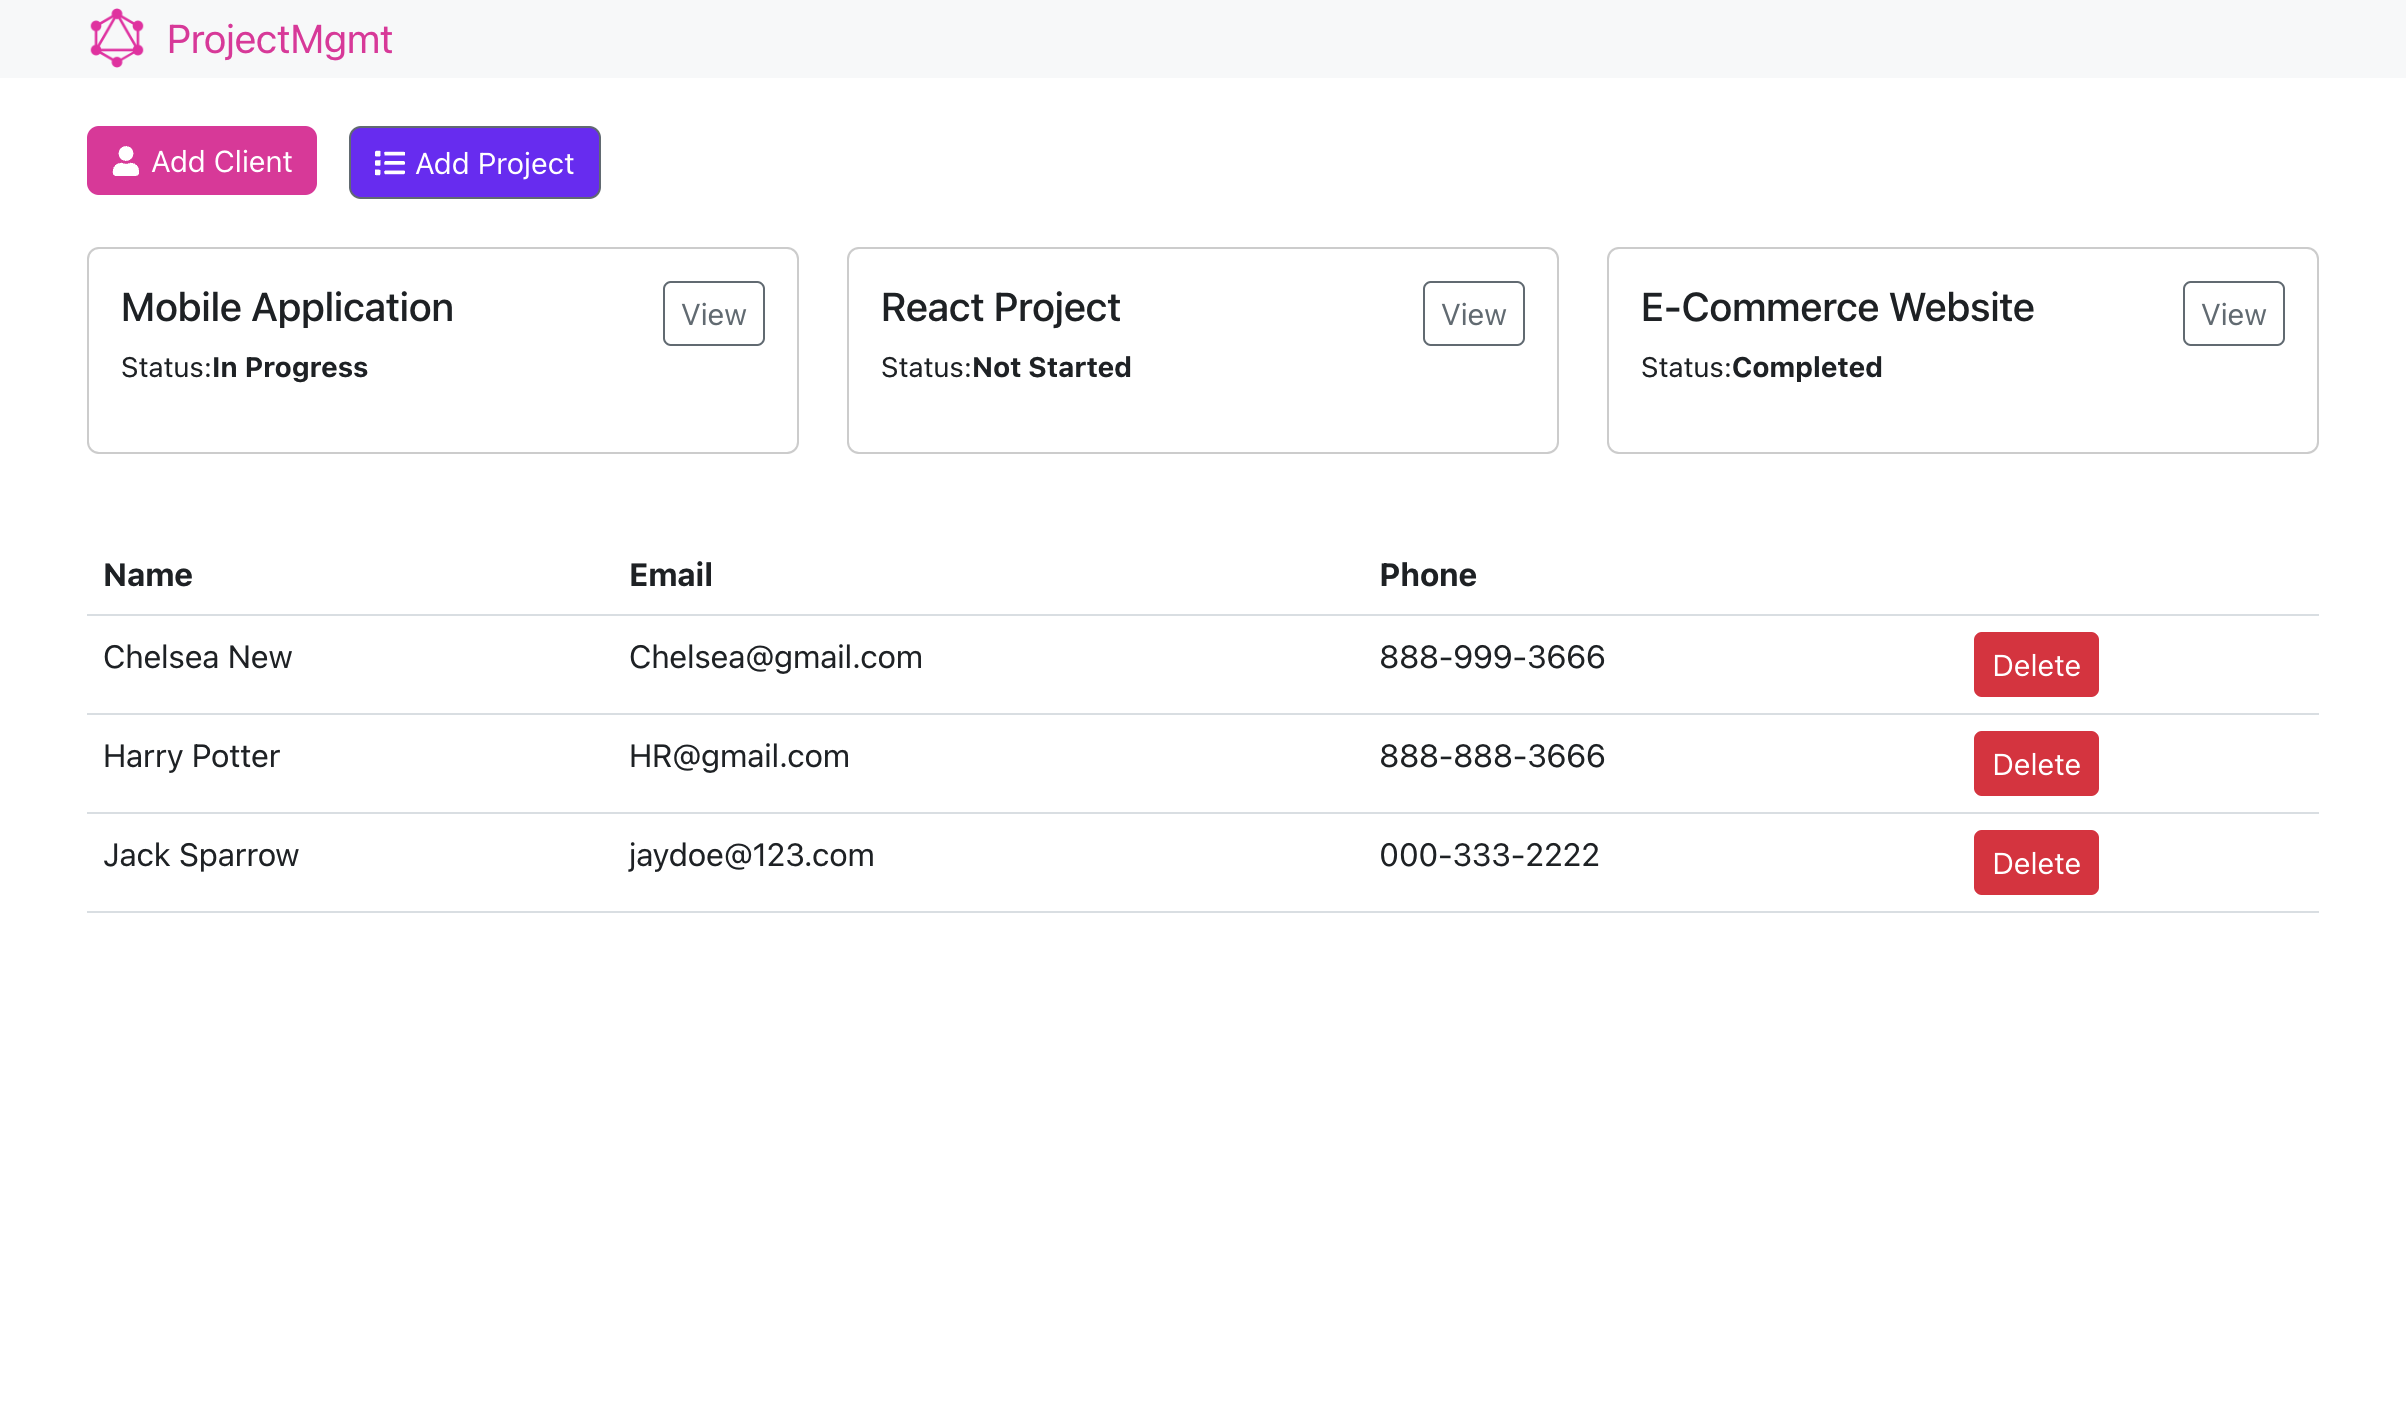 ProjectMgmt
Add Client Add Project
Mobile Application View React Project View E-Commerce Website View
Status:In Progress Status:Not Started Status:Completed
Name Email Phone
Chelsea New Chelsea@gmail.com 888-999-3666 Delete
Harry Potter HR@gmail.com 888-888-3666 Delete
Jack Sparrow jaydoe@123.com 000-333-2222 Delete